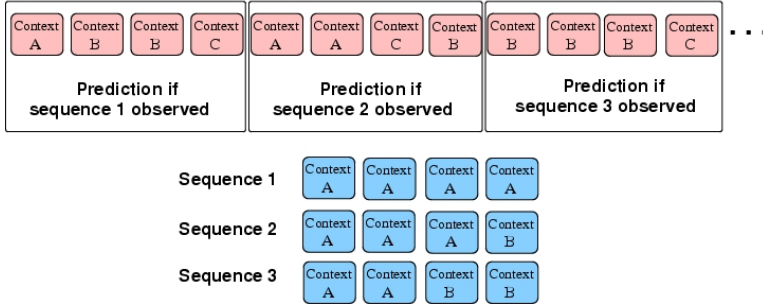 Context Context Context Context Context Context Context Context Context Context Context Context
A B B C A A C B B B B C
. . .
Prediction if Prediction if Prediction if
sequence 1 observed sequence 2 observed sequence 3 observed
Sequence 1 Context Context Context Context
A A A A
Sequence 2 Context Context Context Context
A A A B
Sequence 3 Context Context Context Context
A A B B